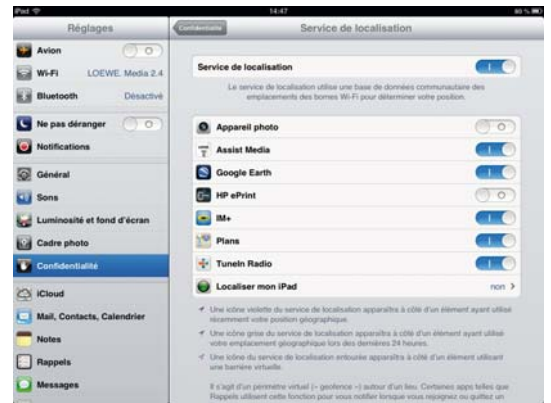 iPad
14:47
80 %
Réglages
Confidentialité
Service de localisation
Avion
Wi-Fi LOEWE. Media 2.4
Bluetooth Désactivé
Ne pas déranger
Notifications
Général
Sons
Luminosité et fond d'écran
Cadre photo
Confidentialité
iCloud
Mail, Contacts, Calendrier
Notes
Rappels
Messages
Service de localisation
Le service de localisation utilise une base de données communautaire des
emplacements des bornes Wi-Fi pour déterminer votre position.
Appareil photo
Assist Media
Google Earth
HP ePrint
IM+
Plans
TuneIn Radio
Localiser mon iPad non
Une icône violette du service de localisation apparaîtra à côté d'un élément ayant utilisé
récemment votre position géographique.
Une icône grise du service de localisation apparaîtra à côté d'un élément ayant utilisé
votre emplacement géographique lors des dernières 24 heures.
Une icône du service de localisation entourée apparaîtra à côté d'un élément utilisant
une barrière virtuelle.
Il s'agit d'un périmètre virtuel (« geofence ») autour d'un lieu. Certaines apps telles que
Rappels utilisent cette fonction pour vous notifier lorsque vous rejoignez ou quittez un